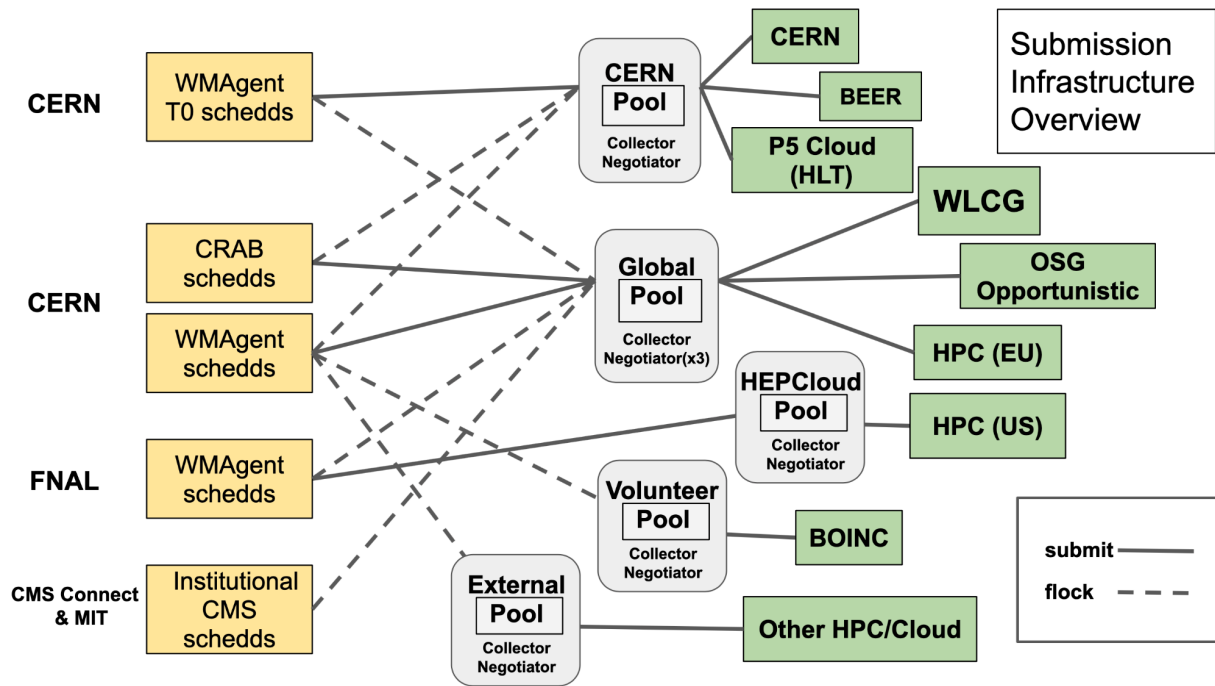 Submission
Infrastructure
Overview
CERN
WMAgent
T0 schedds
CERN
Pool
Collector
Negotiator
CERN
BEER
P5 Cloud
(HLT)
CERN
CRAB
schedds
WMAgent
schedds
Global
Pool
Collector
Negotiator(x3)
WLCG
OSG
Opportunistic
HPC (EU)
FNAL
WMAgent
schedds
HEPCloud
Pool
Collector
Negotiator
HPC (US)
Volunteer
Pool
Collector
Negotiator
BOINC
CMS Connect
& MIT
Institutional
CMS
schedds
External
Pool
Collector
Negotiator
Other HPC/Cloud
submit
flock